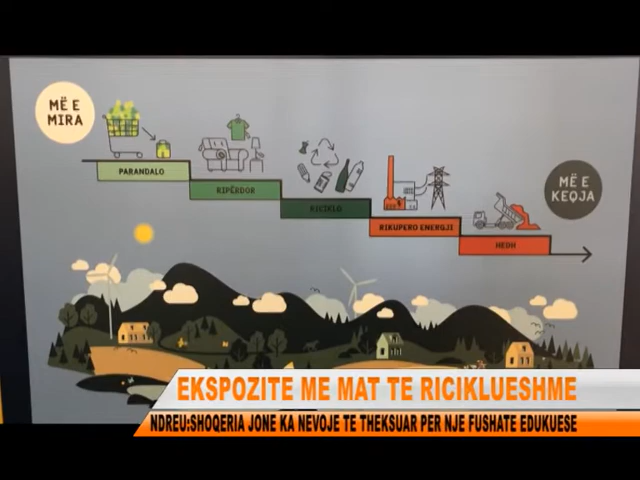 MË E
MIRA
PARANDALO
RIPËRDOR
RICIKLO
RIKUPERO ENERGJI
HEDH
MË E
KEQJA
EKSPOZITE ME MAT TE RICIKLUESHME
NDREU:SHOQERIA JONE KA NEVOJE TE THEKSUAR PER NJE FUSHATE EDUKUESE